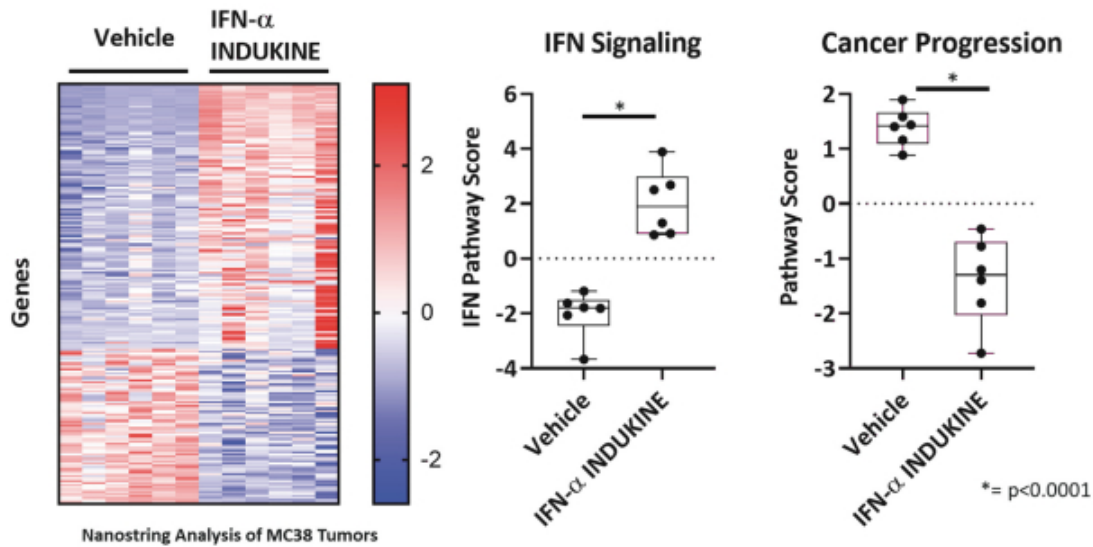 Vehicle
IFN-α
INDUKINE
Genes
2
0
-2
Nanostring Analysis of MC38 Tumors
IFN Signaling
*
IFN Pathway Score
6
4
2
0
-2
-4
Vehicle
IFN-α INDUKINE
Cancer Progression
*
Pathway Score
2
1
0
-1
-2
-3
Vehicle
IFN-α INDUKINE
*= p<0.0001